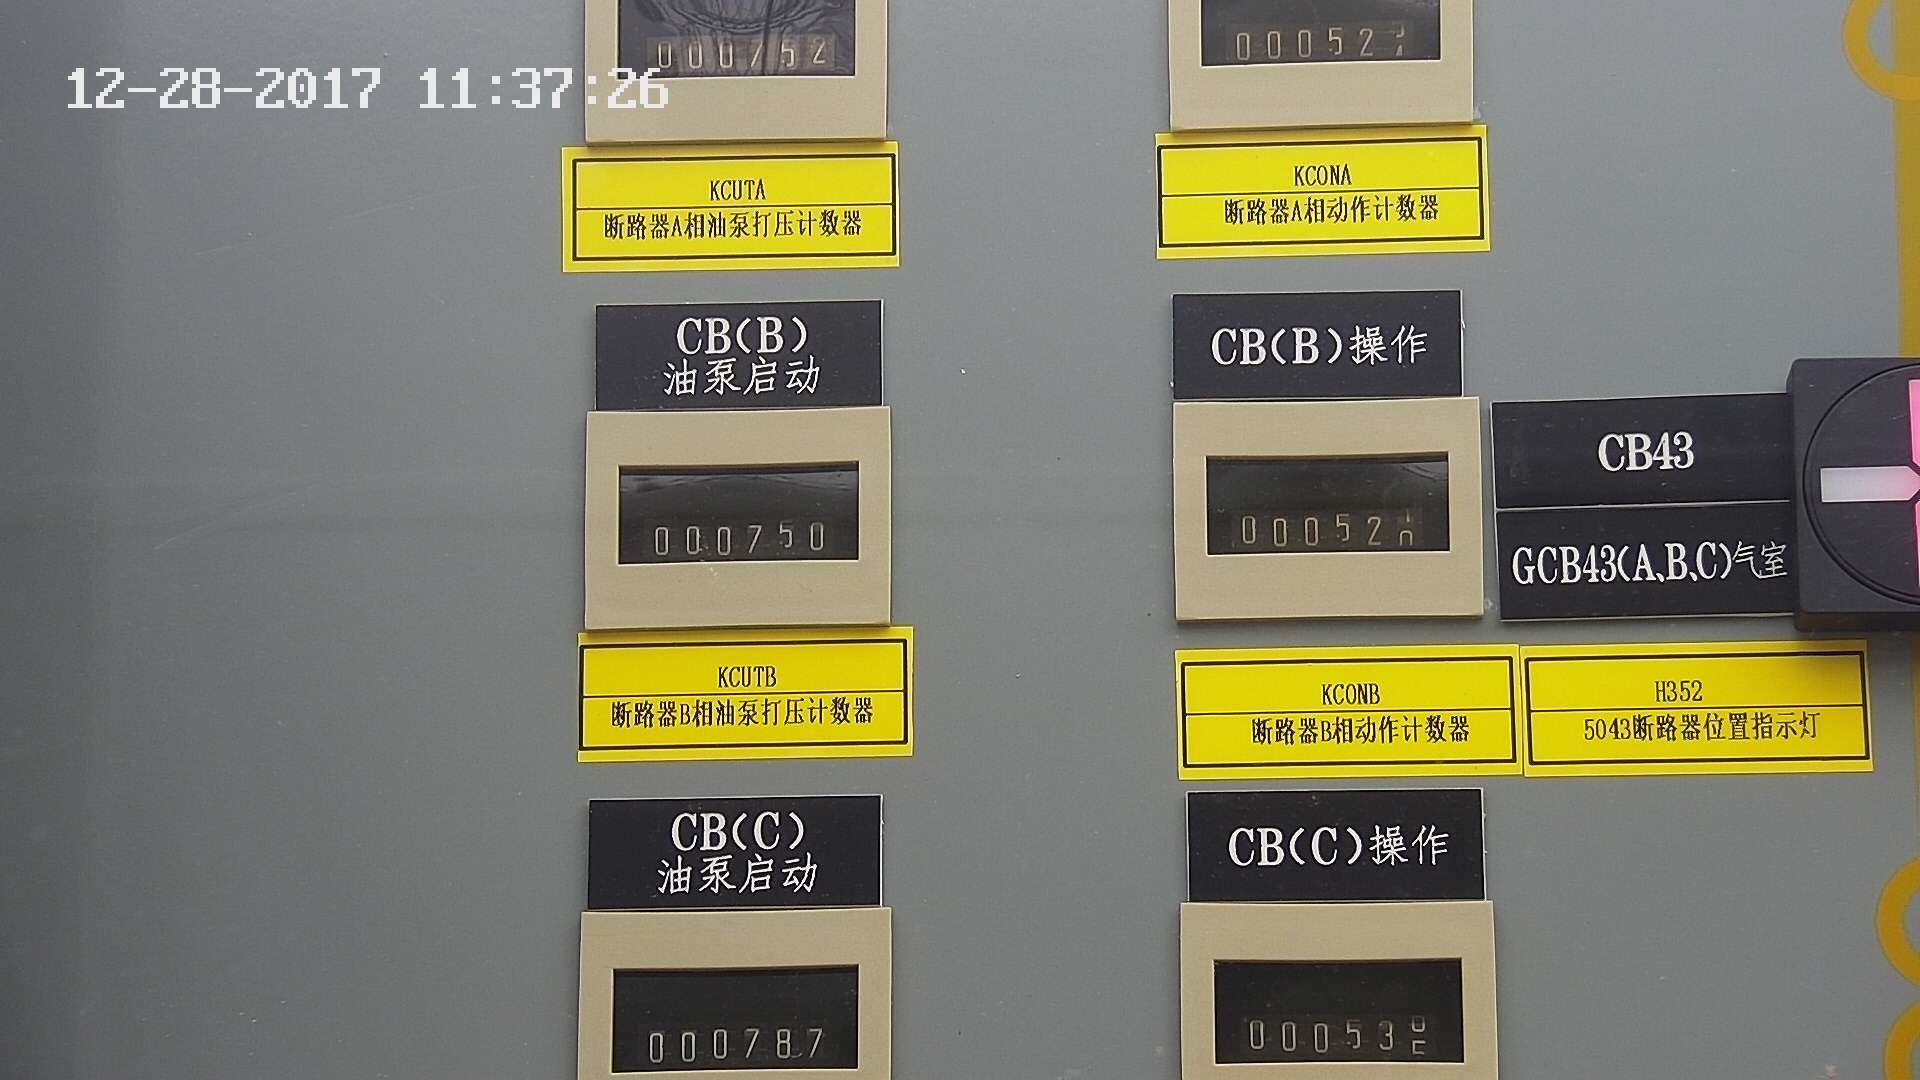 000752
00052
12-28-2017 11:37:26
KCUTA
断路器A相油泵打压计数器
KCONA
断路器A相动作计数器
CB(B)
油泵启动
CB(B)操作
000750
00052
CB43
GCB43(A、B、C)气室
KCUTB
断路器B相油泵打压计数器
KCONB
断路器B相动作计数器
H352
5043断路器位置指示灯
CB(C)
油泵启动
CB(C)操作
000787
00053